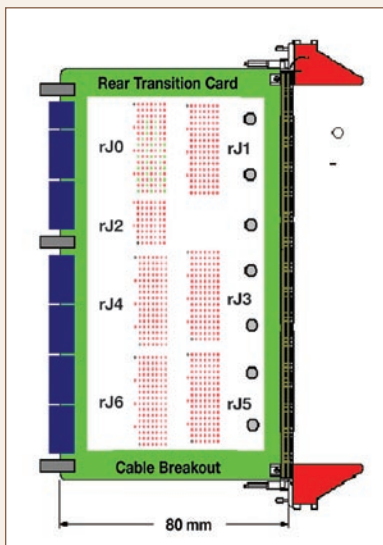 Rear Transition Card
rJ0
rJ1
rJ2
rJ4
rJ3
rJ6
rJ5
Cable Breakout
80 mm